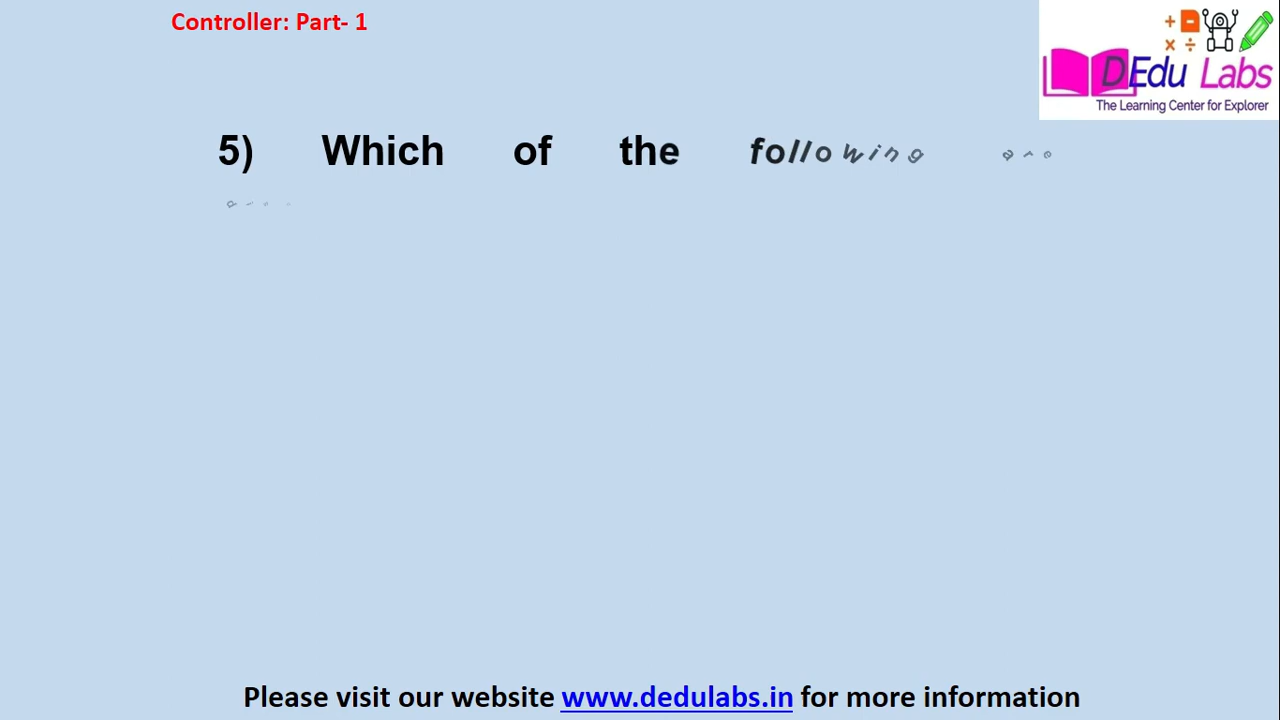 Controller: Part- 1
DEdu Labs
The Learning Center for Explorer
5) Which of the following are
Please visit our website www.dedulabs.in for more information